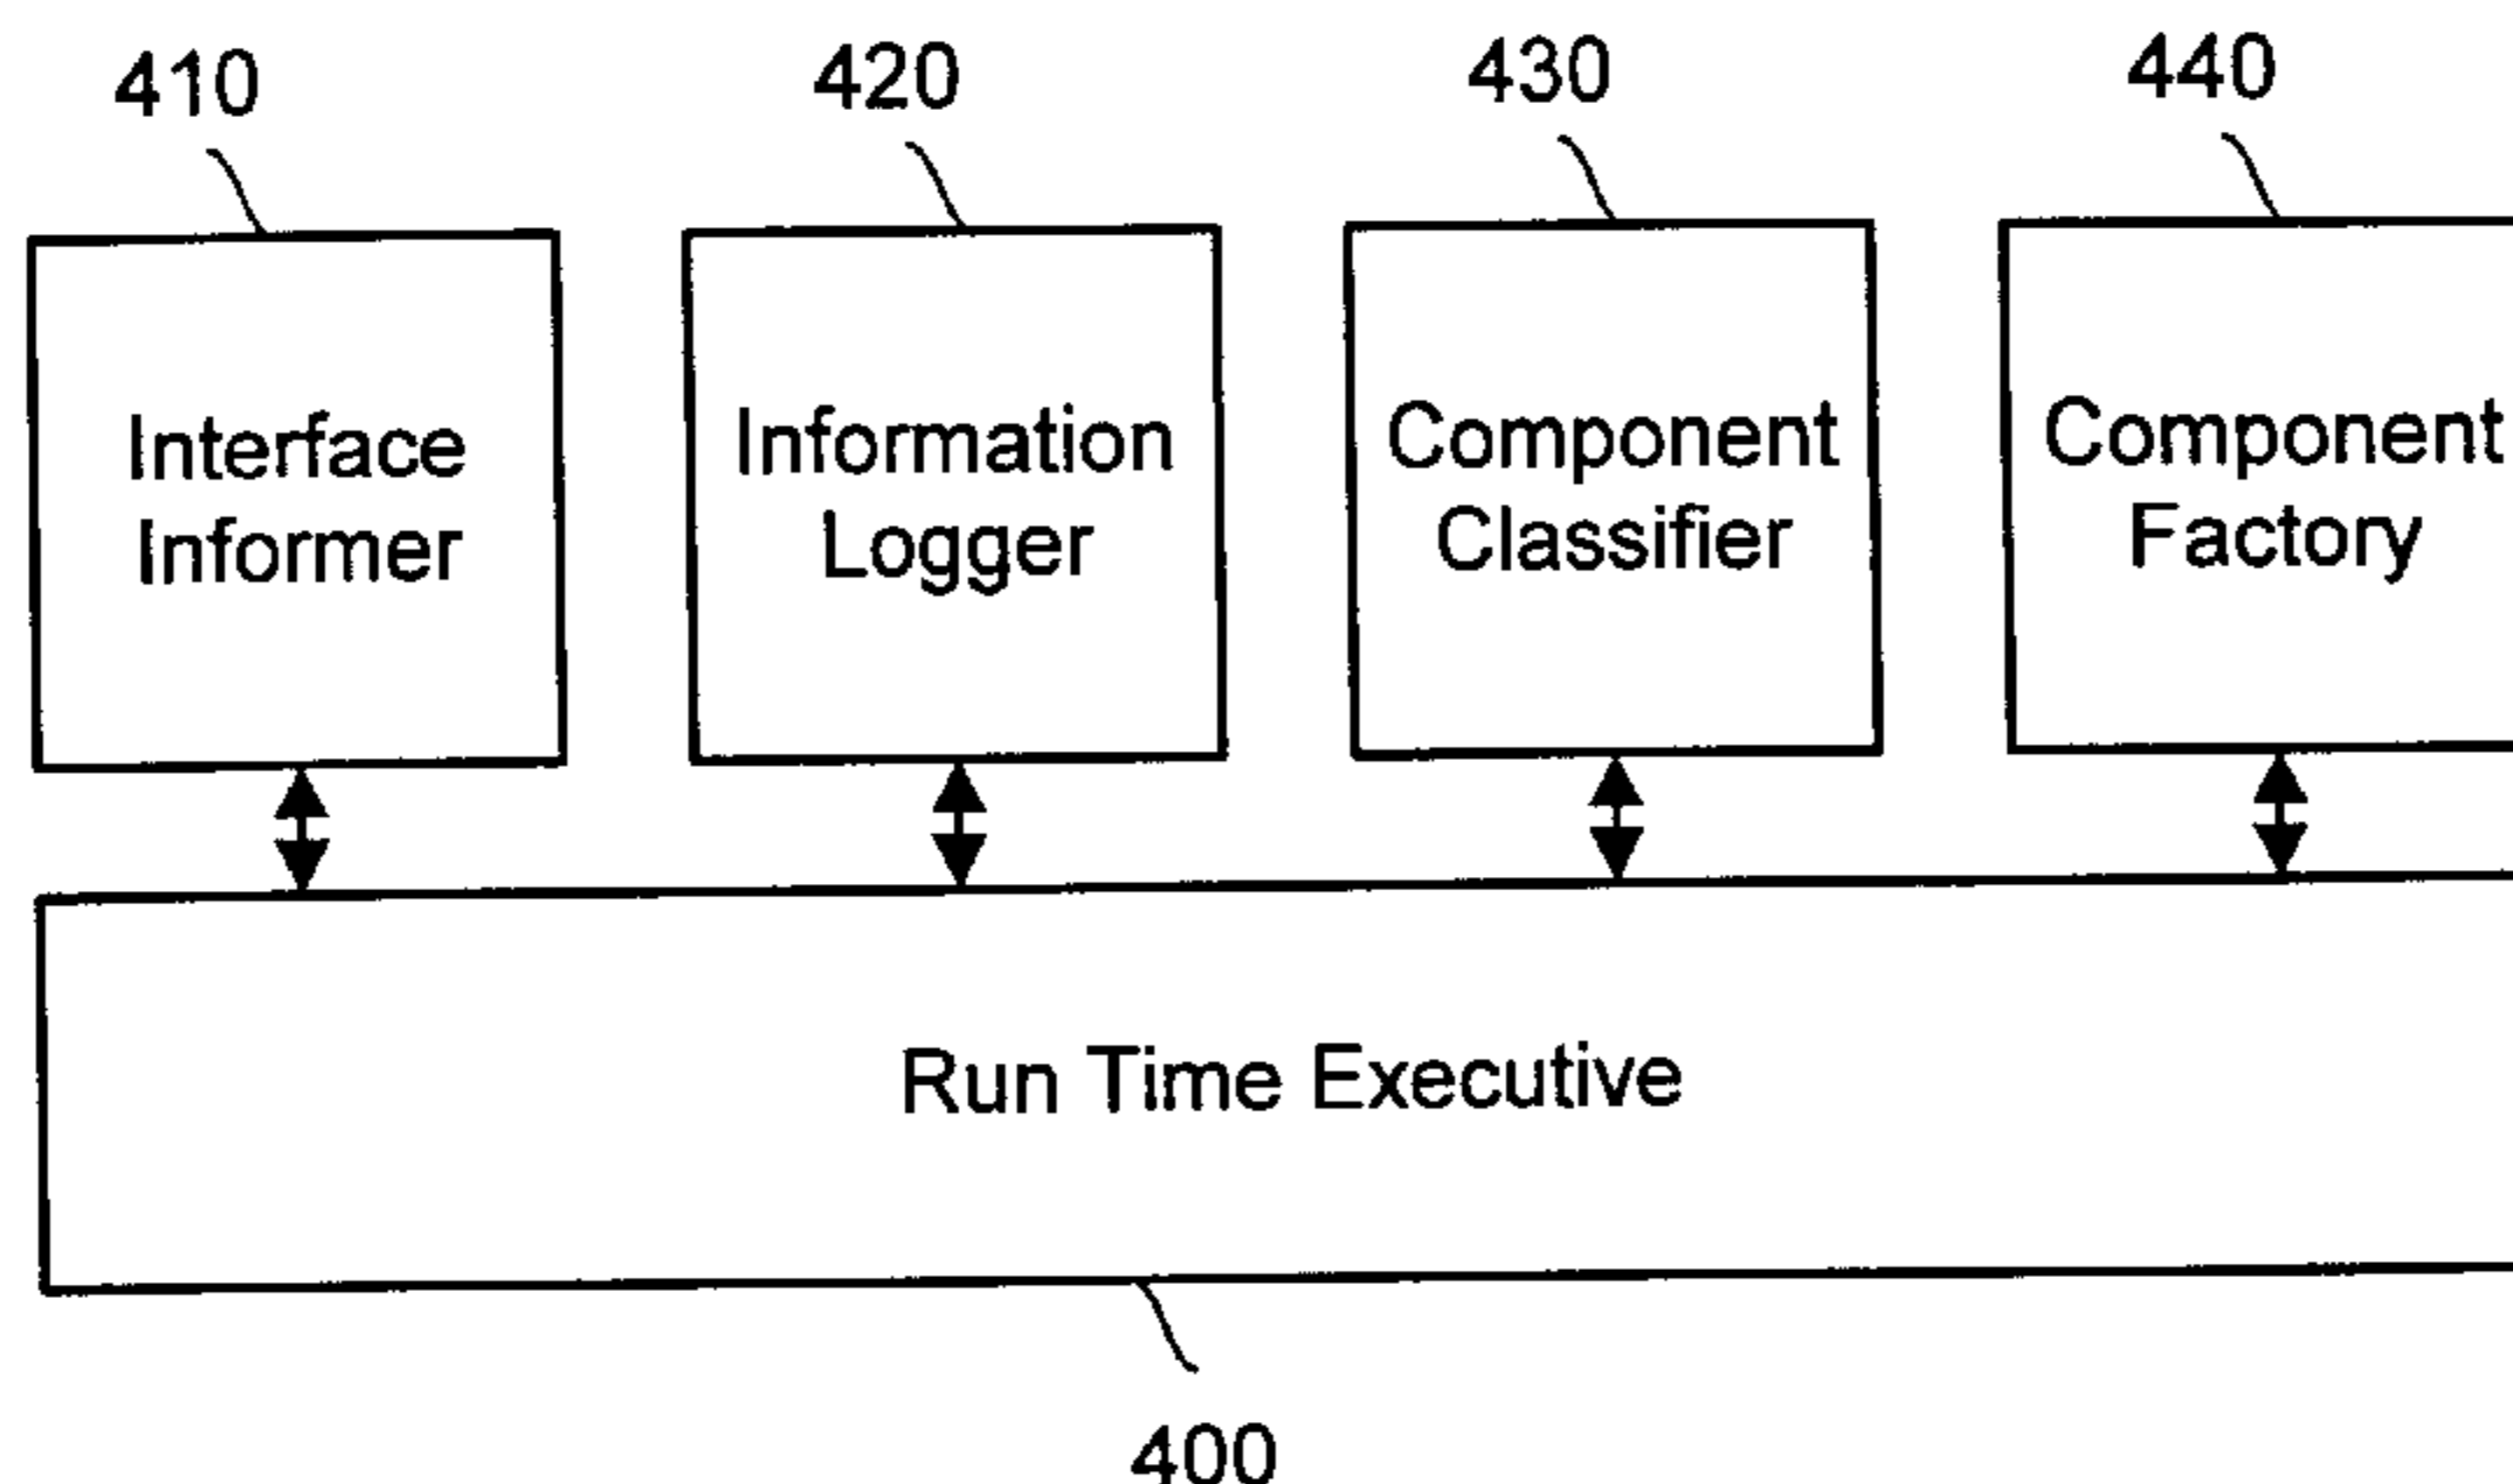 410 420 430 440
Interface Information Component Component
Informer Logger Classifier Factory
Run Time Executive
400